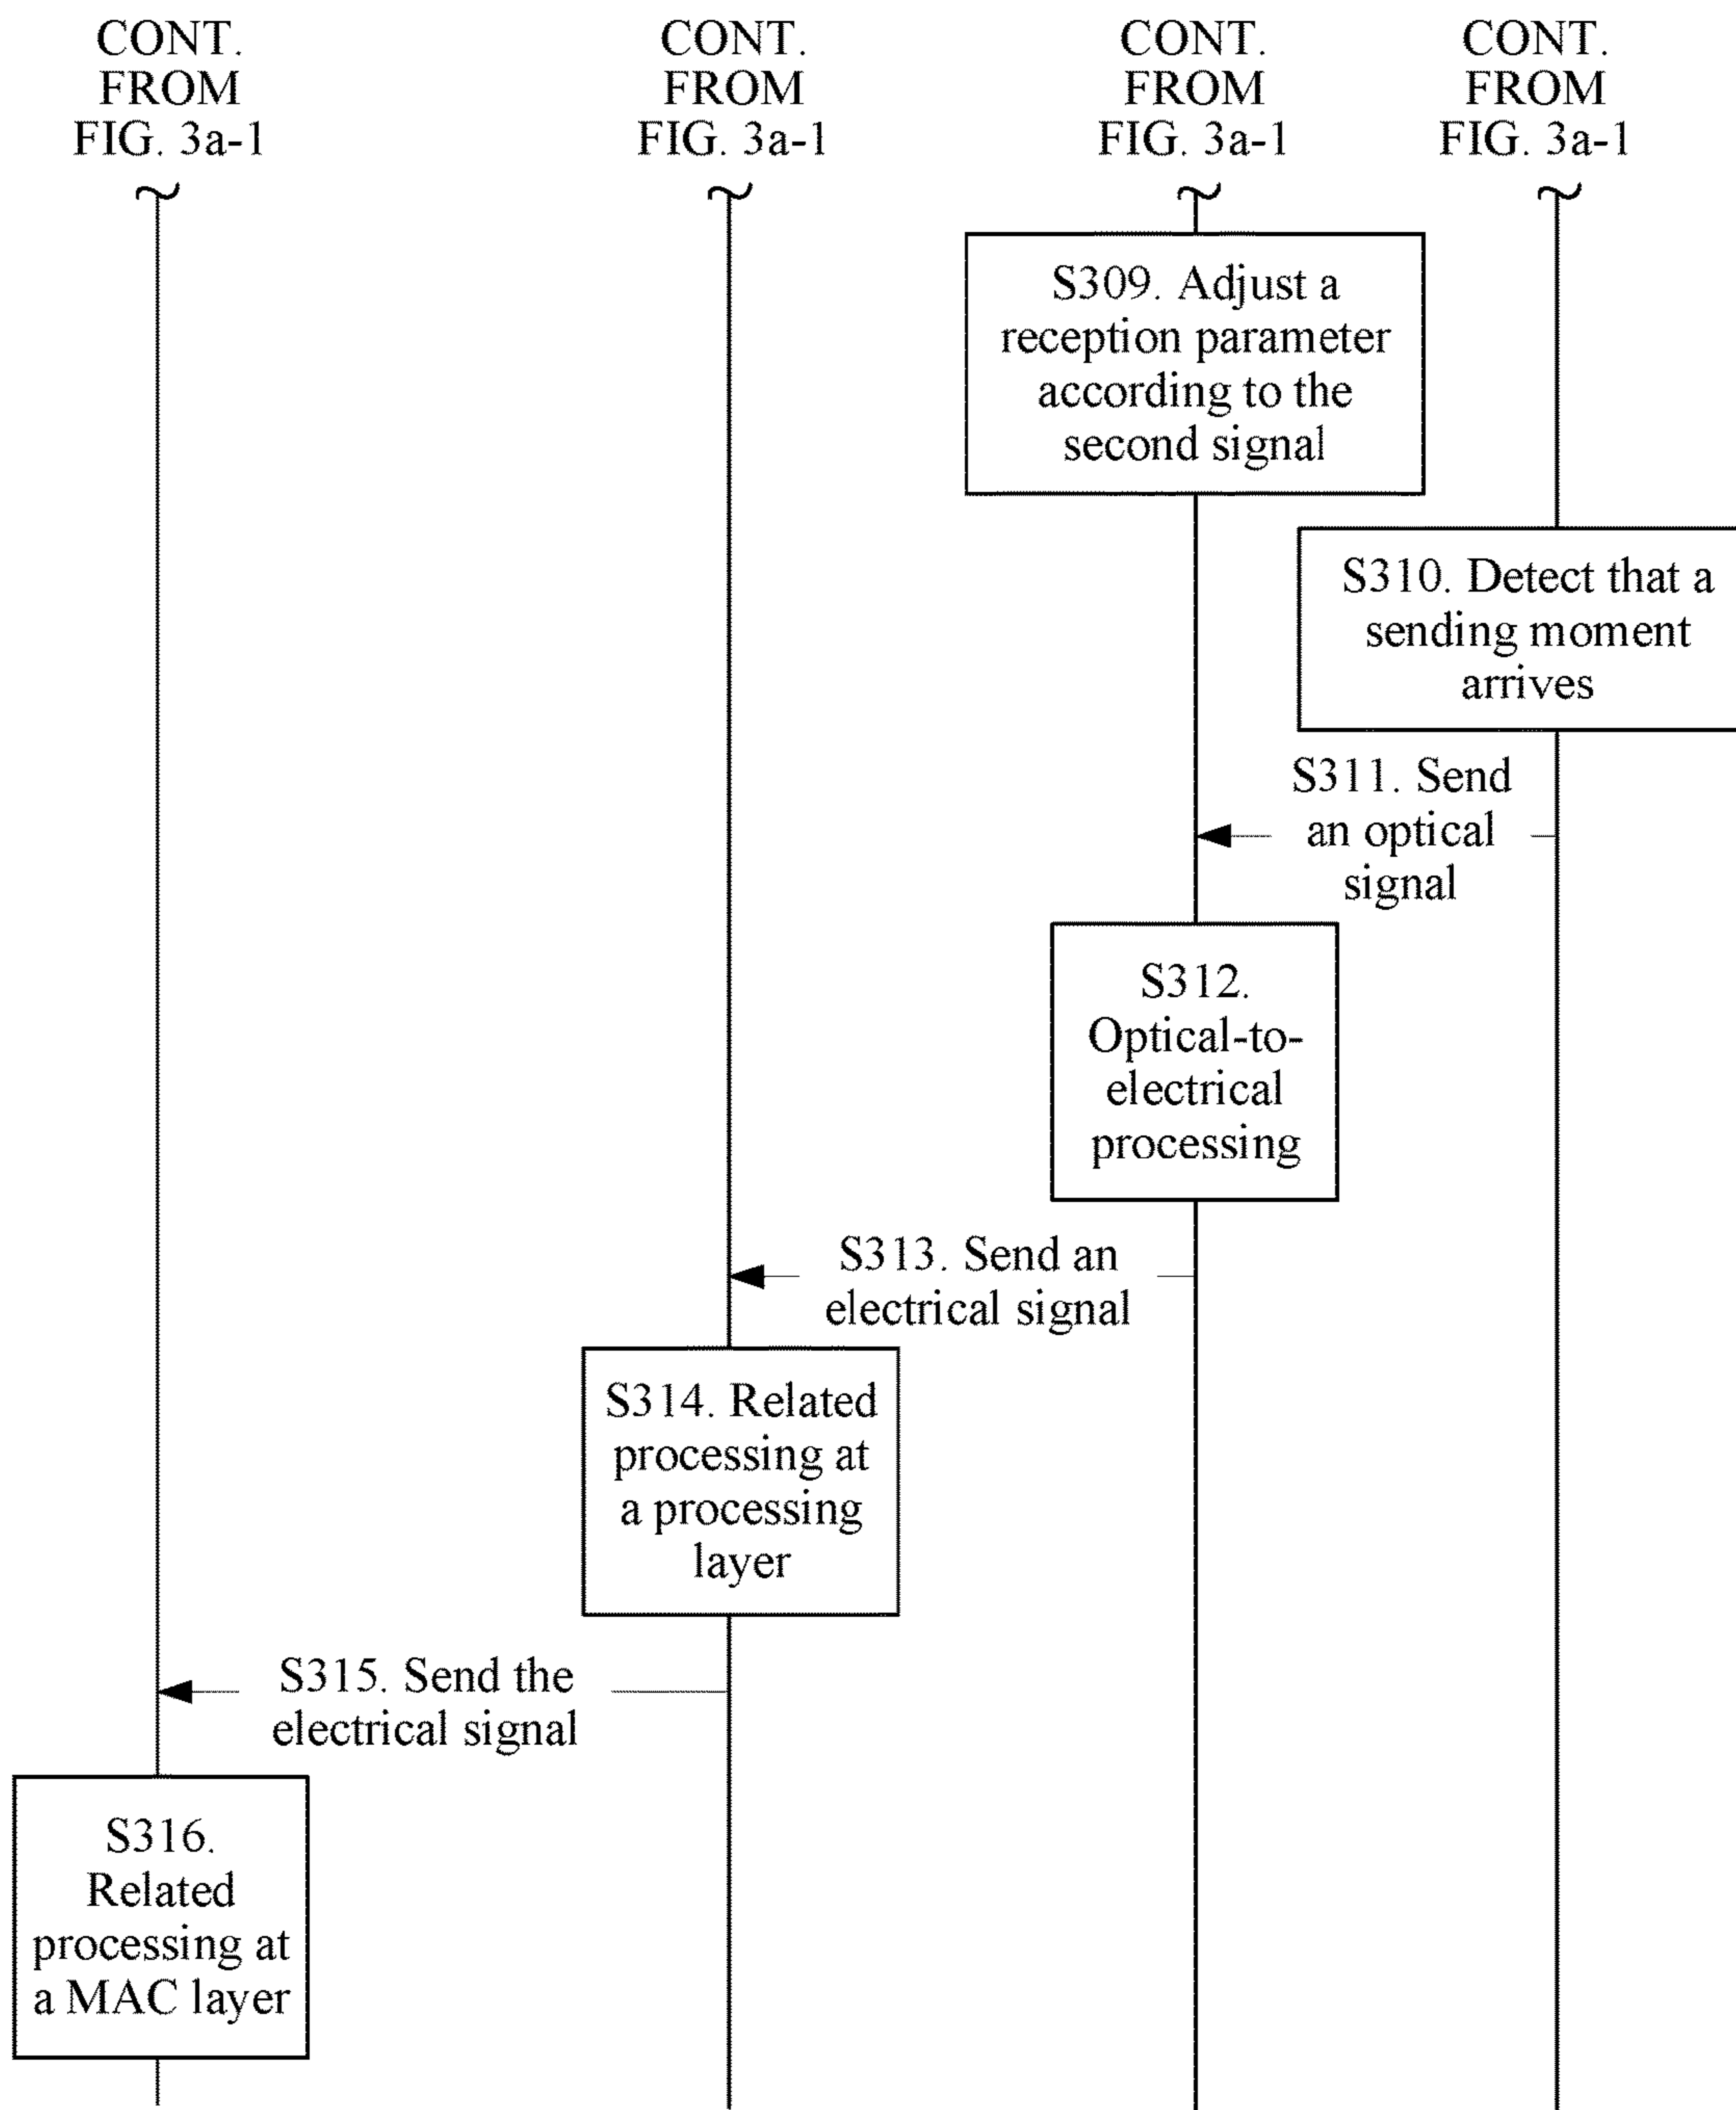 CONT.
FROM
FIG. 3a-1
CONT.
FROM
FIG. 3a-1
CONT.
FROM
FIG. 3a-1
CONT.
FROM
FIG. 3a-1
S309. Adjust a
reception parameter
according to the
second signal
S310. Detect that a
sending moment
arrives
S311. Send
an optical
signal
S312.
Optical-to-
electrical
processing
S313. Send an
electrical signal
S314. Related
processing at
a processing
layer
S315. Send the
electrical signal
S316.
Related
processing at
a MAC layer